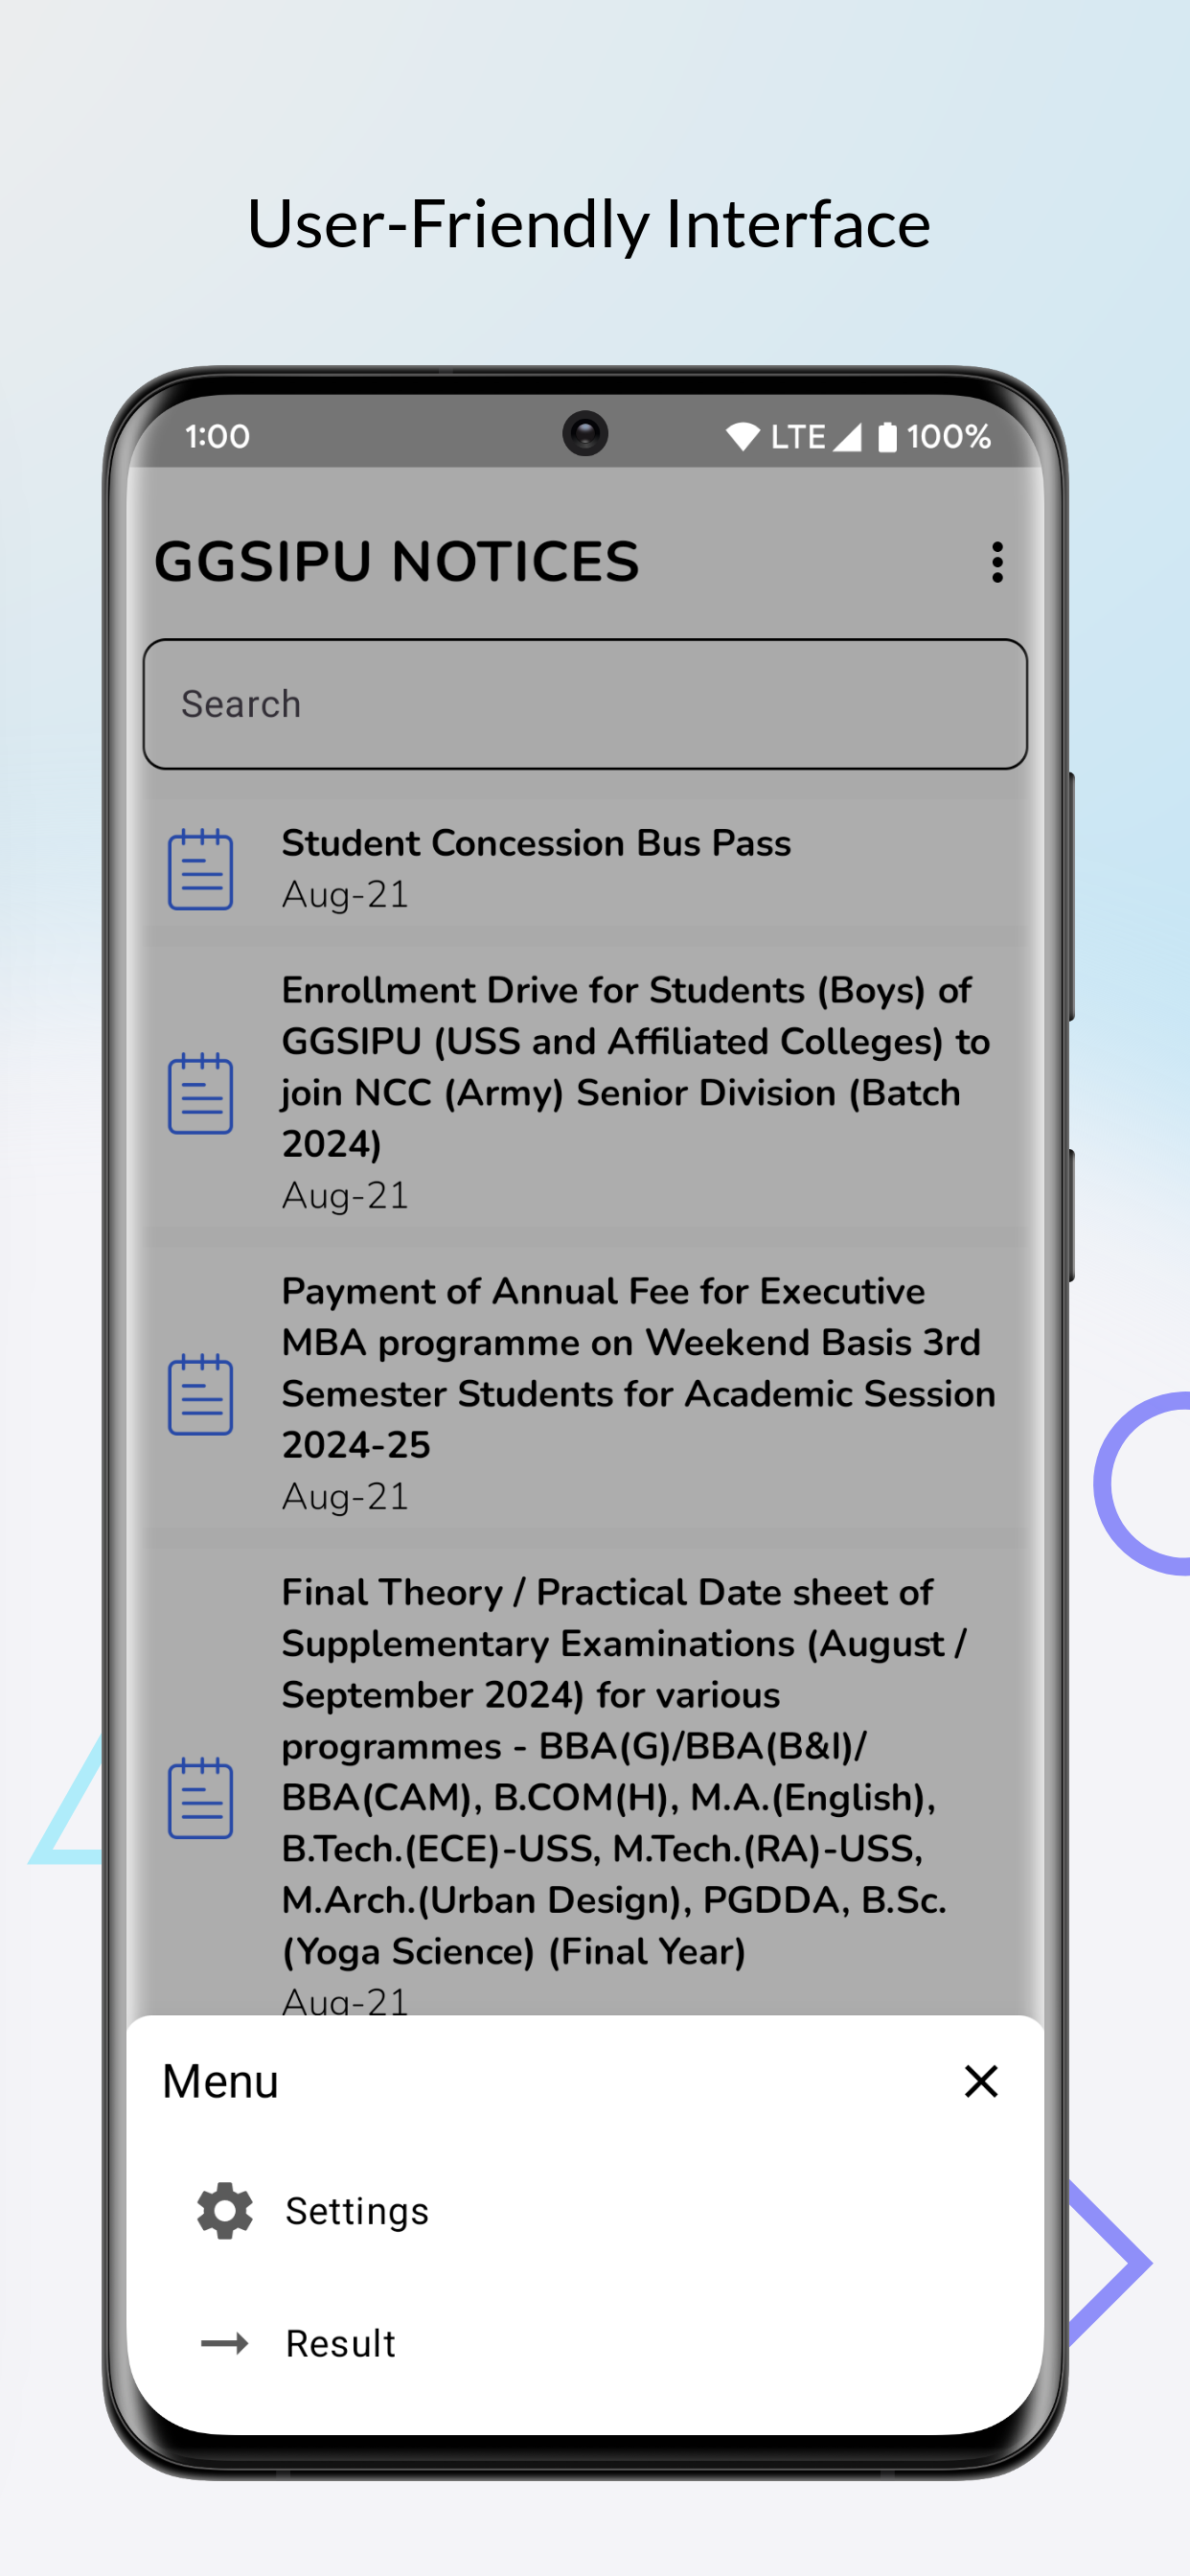 User-Friendly Interface
1:00
LTE
100%
GGSIPU NOTICES
Search
Student Concession Bus Pass
Aug-21
Enrollment Drive for Students (Boys) of
GGSIPU (USS and Affiliated Colleges) to
join NCC (Army) Senior Division (Batch
2024)
Aug-21
Payment of Annual Fee for Executive
MBA programme on Weekend Basis 3rd
Semester Students for Academic Session
2024-25
Aug-21
Final Theory / Practical Date sheet of
Supplementary Examinations (August /
September 2024) for various
programmes - BBA(G)/BBA(B&I)/
BBA(CAM), B.COM(H), M.A.(English),
B.Tech.(ECE)-USS, M.Tech.(RA)-USS,
M.Arch.(Urban Design), PGDDA, B.Sc.
(Yoga Science) (Final Year)
Aug-21
Menu
Settings
Result